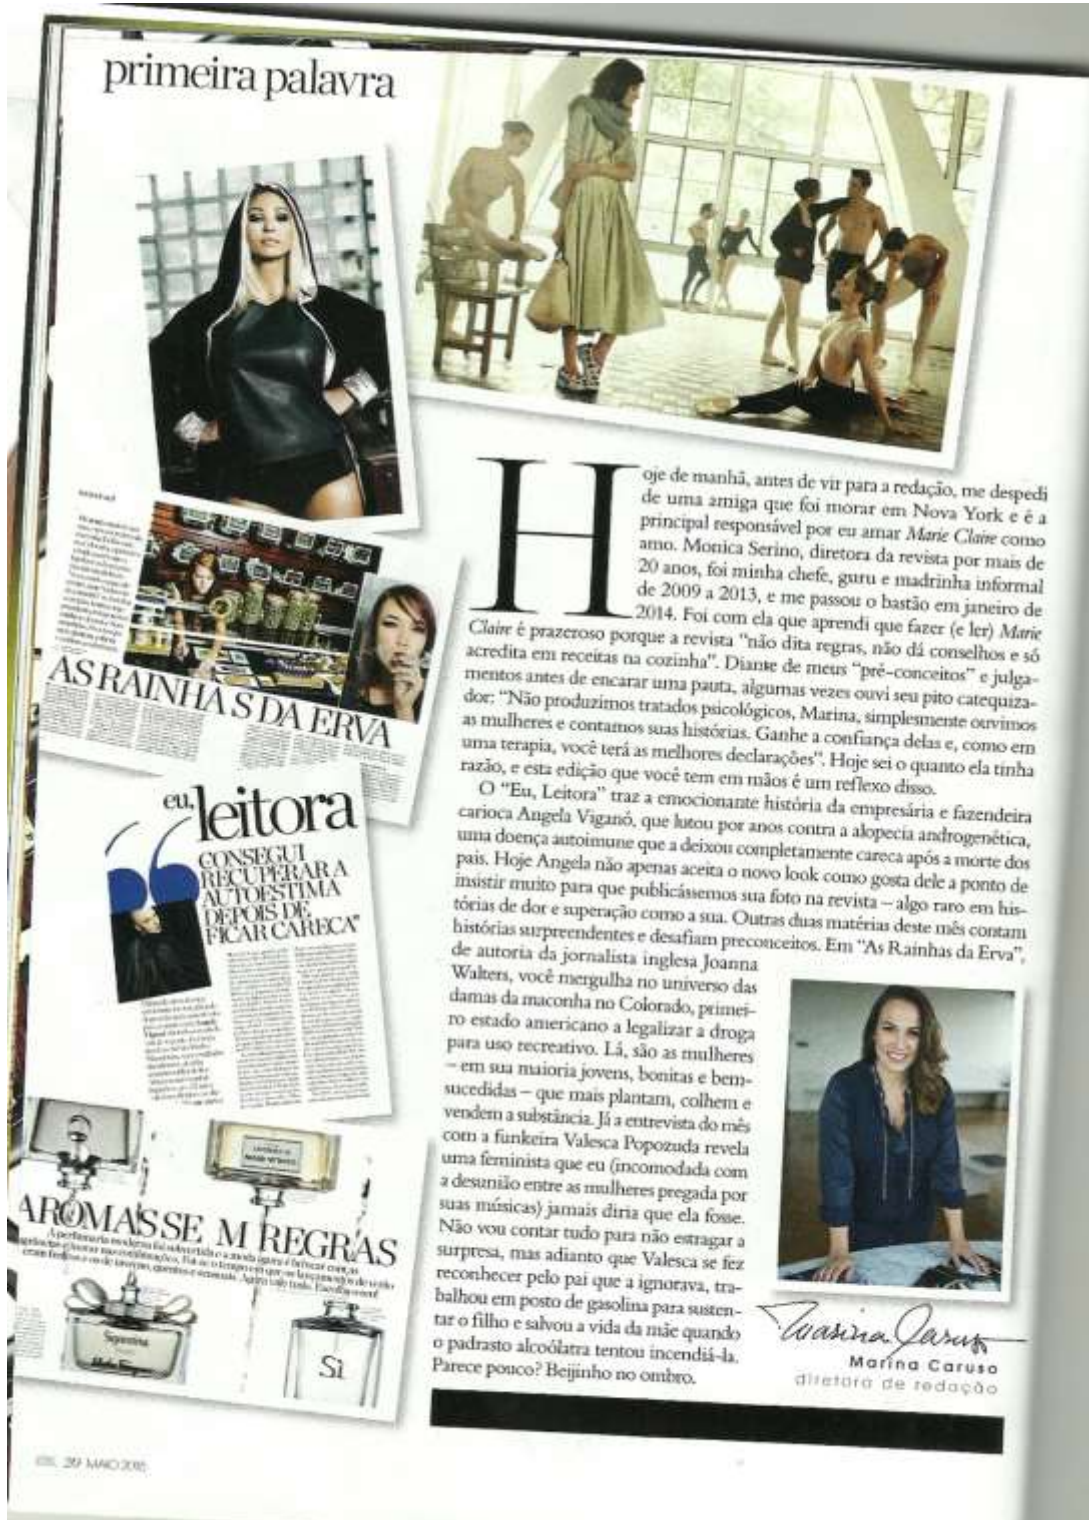 primeira palavra
Hoje de manhã, antes de vir para a redação, me despedi
de uma amiga que foi morar em Nova York e é a
principal responsável por eu amar Marie Claire como
amo. Monica Serino, diretora da revista por mais de
20 anos, foi minha chefe, guru e madrinha informal
de 2009 a 2013, e me passou o bastão em janeiro de
2014. Foi com ela que aprendi que fazer (e ler) Marie
Claire é prazeroso porque a revista "não dita regras, não dá conselhos e só
acredita em receitas na cozinha". Diante de meus "pré-conceitos" e julga-
mentos antes de encarar uma pauta, algumas vezes ouvi seu pito catequiza-
dor: "Não produzimos tratados psicológicos, Marina, simplesmente ouvimos
as mulheres e contamos suas histórias. Ganhe a confiança delas e, como em
uma terapia, você terá as melhores declarações". Hoje sei o quanto ela tinha
razão, e esta edição que você tem em mãos é um reflexo disso.
O "Eu, Leitora" traz a emocionante história da empresária e fazendeira
carioca Angela Viganó, que lutou por anos contra a alopecia androgenética,
uma doença autoimune que a deixou completamente careca após a morte dos
pais. Hoje Angela não apenas aceita o novo look como gosta dele a ponto de
insistir muito para que publicássemos sua foto na revista – algo raro em his-
tórias de dor e superação como a sua. Outras duas matérias deste mês contam
histórias surpreendentes e desafiam preconceitos. Em "As Rainhas da Erva",
de autoria da jornalista inglesa Joanna
Walters, você mergulha no universo das
damas da maconha no Colorado, primei-
ro estado americano a legalizar a droga
para uso recreativo. Lá, são as mulheres
– em sua maioria jovens, bonitas e bem-
sucedidas – que mais plantam, colhem e
vendem a substância. Já a entrevista do mês
com a funkeira Valesca Popozuda revela
uma feminista que eu (incomodada com
a desunião entre as mulheres pregada por
suas músicas) jamais diria que ela fosse.
Não vou contar tudo para não estragar a
surpresa, mas adianto que Valesca se fez
reconhecer pelo pai que a ignorava, tra-
balhou em posto de gasolina para susten-
tar o filho e salvou a vida da mãe quando
o padrasto alcoólatra tentou incendiá-la.
Parece pouco? Beijinho no ombro.
Marina Caruso
Marina Caruso
diretora de redação
AS RAINHAS DA ERVA
eu, leitora
CONSEGUI
RECUPERAR A
AUTOESTIMA
DEPOIS DE
FICAR CARECA"
AROMAS SEM REGRAS
A perfumaria moderna foi subvertida e a moda agora é brincar com as
Signorina
Sì
MAIO 2015